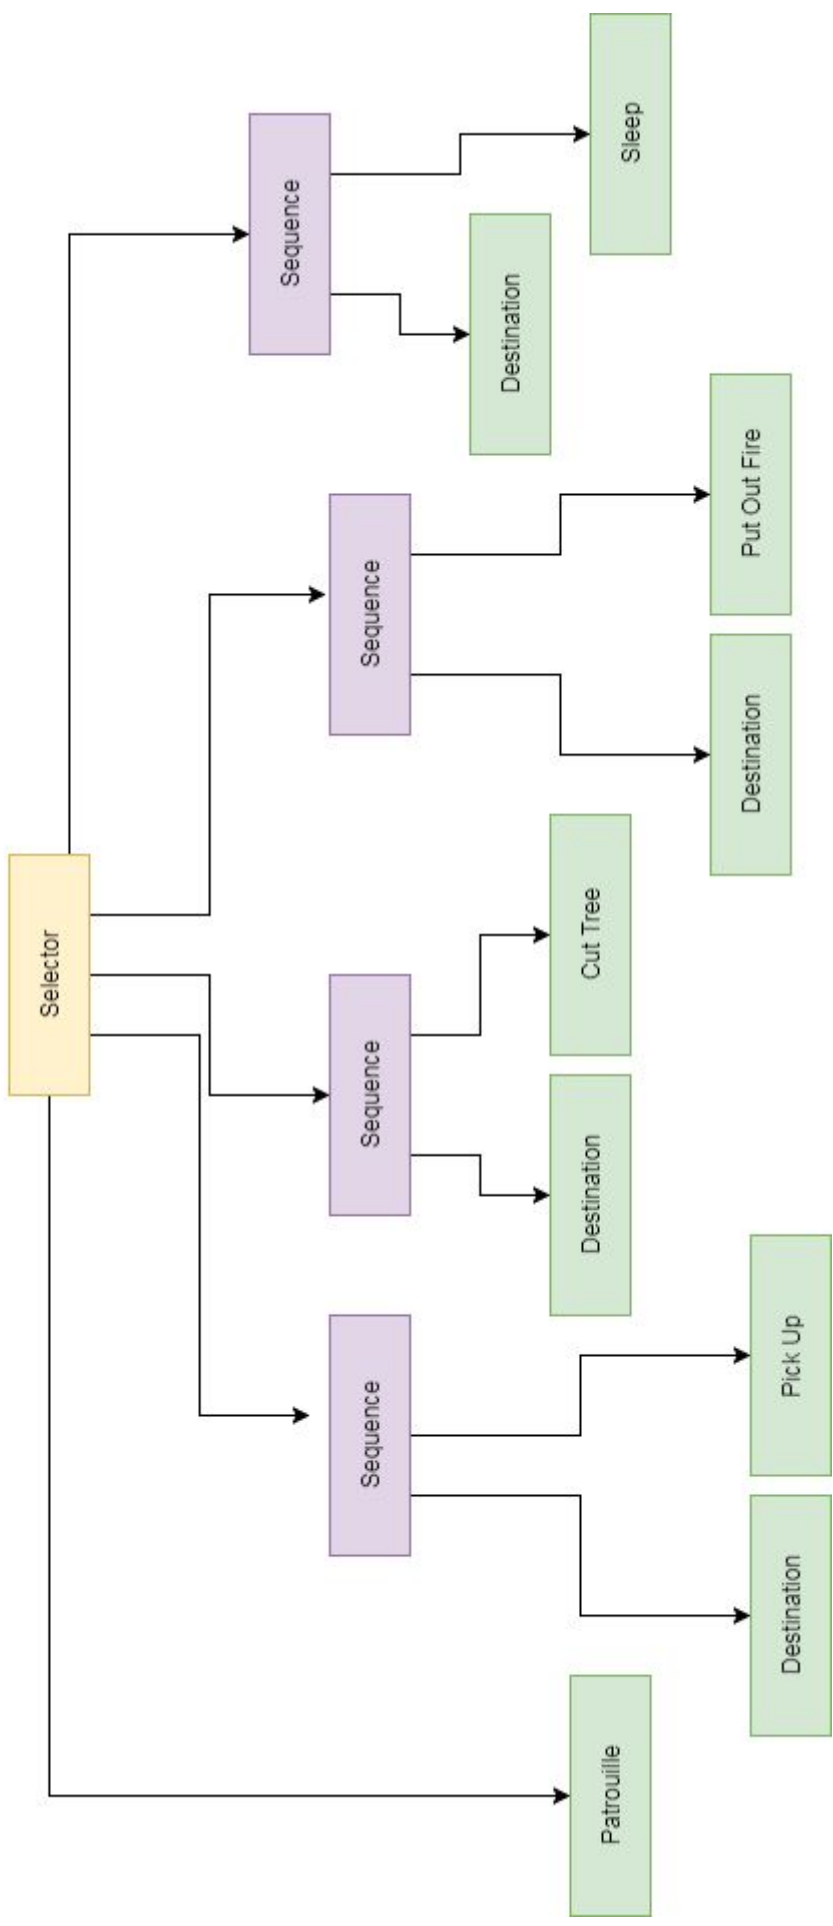 Selector
Sequence
Sequence
Sequence
Sequence
Patrouille
Destination
Pick Up
Destination
Cut Tree
Destination
Put Out Fire
Destination
Sleep